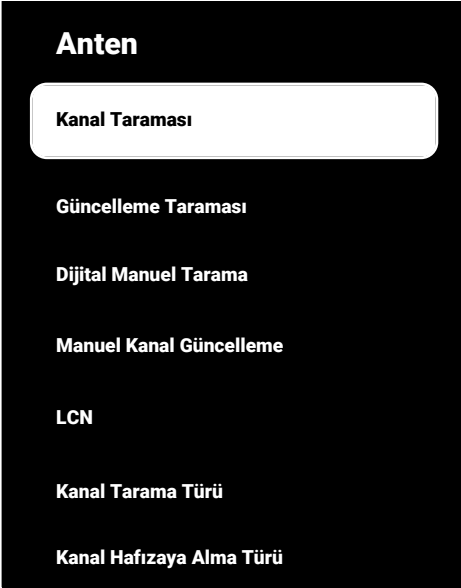 Anten
Kanal Taraması
Güncelleme Taraması
Dijital Manuel Tarama
Manuel Kanal Güncelleme
LCN
Kanal Tarama Türü
Kanal Hafızaya Alma Türü